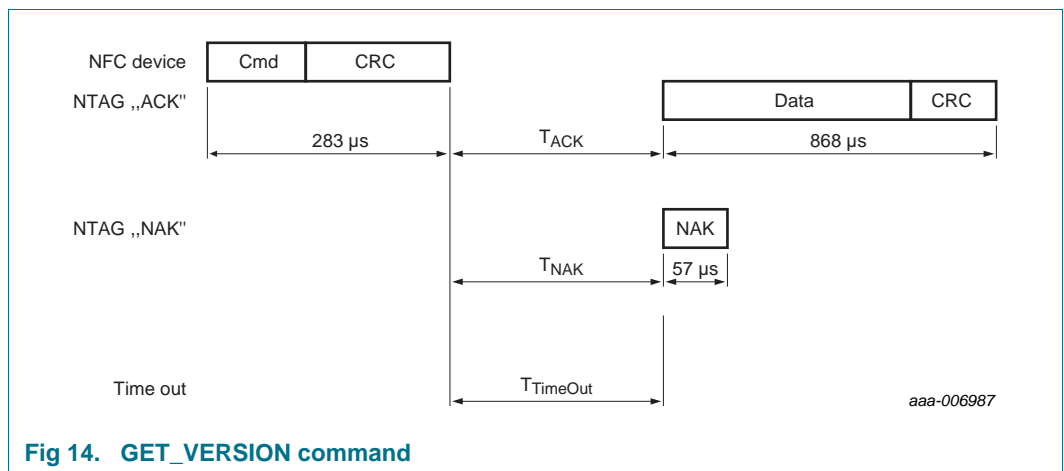 NFC device Cmd CRC
NTAG ,,ACK" Data CRC
283 µs TACK 868 µs
NTAG ,,NAK" NAK
TNAK 57 µs
Time out TTimeOut aaa-006987
Fig 14. GET_VERSION command